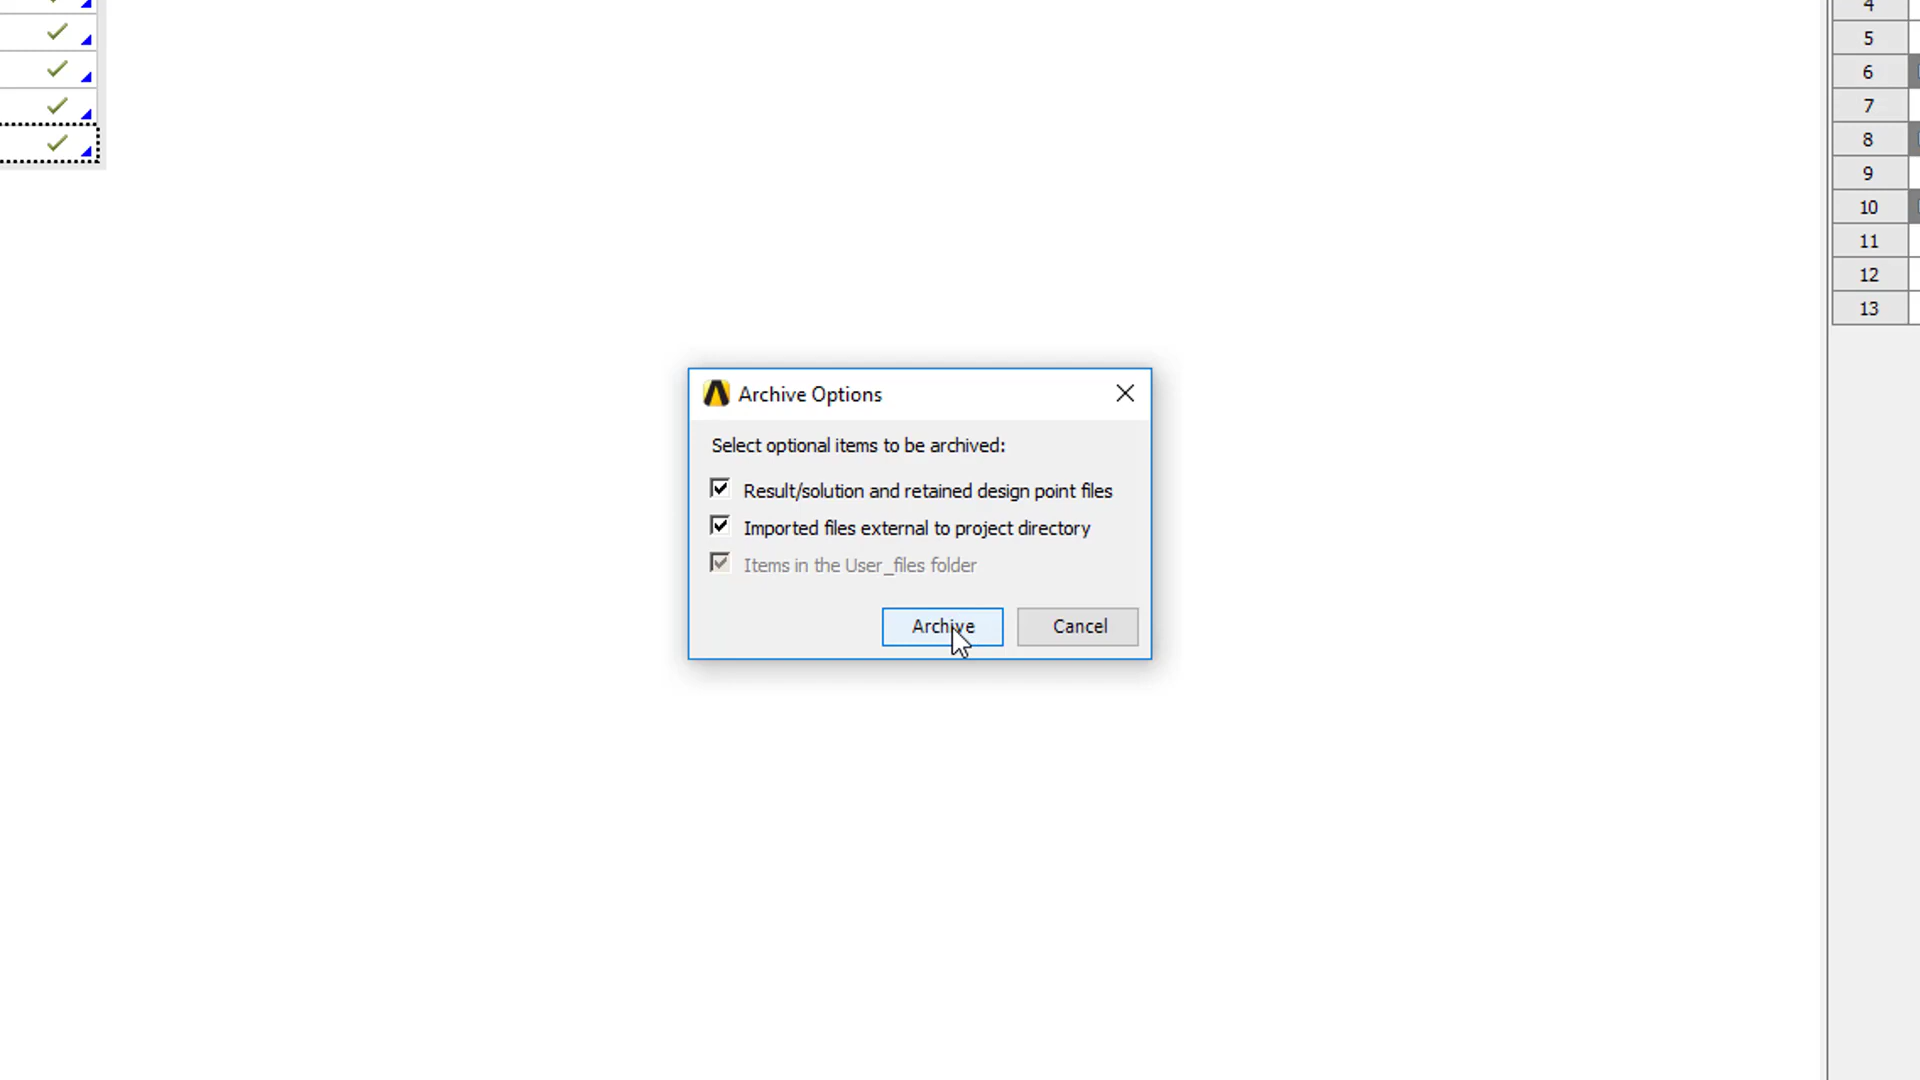 4
5
6
7
8
9
10
11
12
13
Archive Options
Select optional items to be archived:
Result/solution and retained design point files
Imported files external to project directory
Items in the User_files folder
Archive Cancel